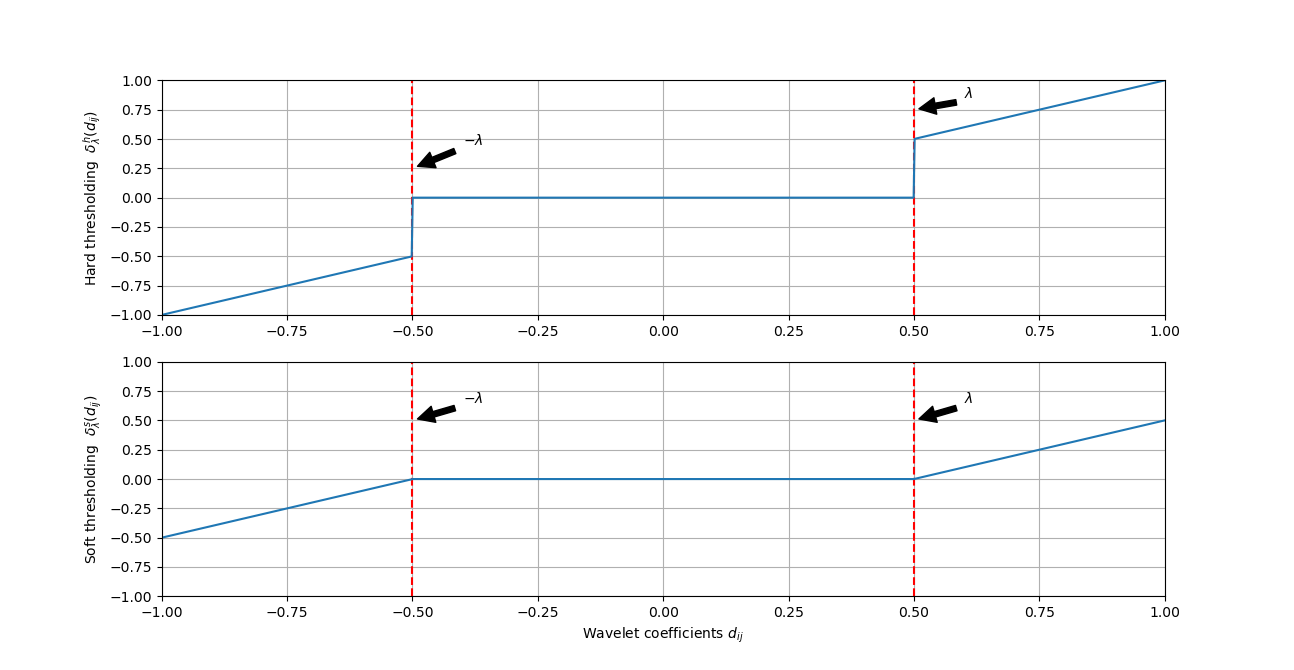 Hard thresholding δ_λ^h(d_ij)
1.00
0.75
0.50
0.25
0.00
−0.25
−0.50
−0.75
−1.00
λ
−λ
−1.00 −0.75 −0.50 −0.25 0.00 0.25 0.50 0.75 1.00
Soft thresholding δ_λ^s(d_ij)
1.00
0.75
0.50
0.25
0.00
−0.25
−0.50
−0.75
−1.00
−λ
λ
−1.00 −0.75 −0.50 −0.25 0.00 0.25 0.50 0.75 1.00
Wavelet coefficients d_ij